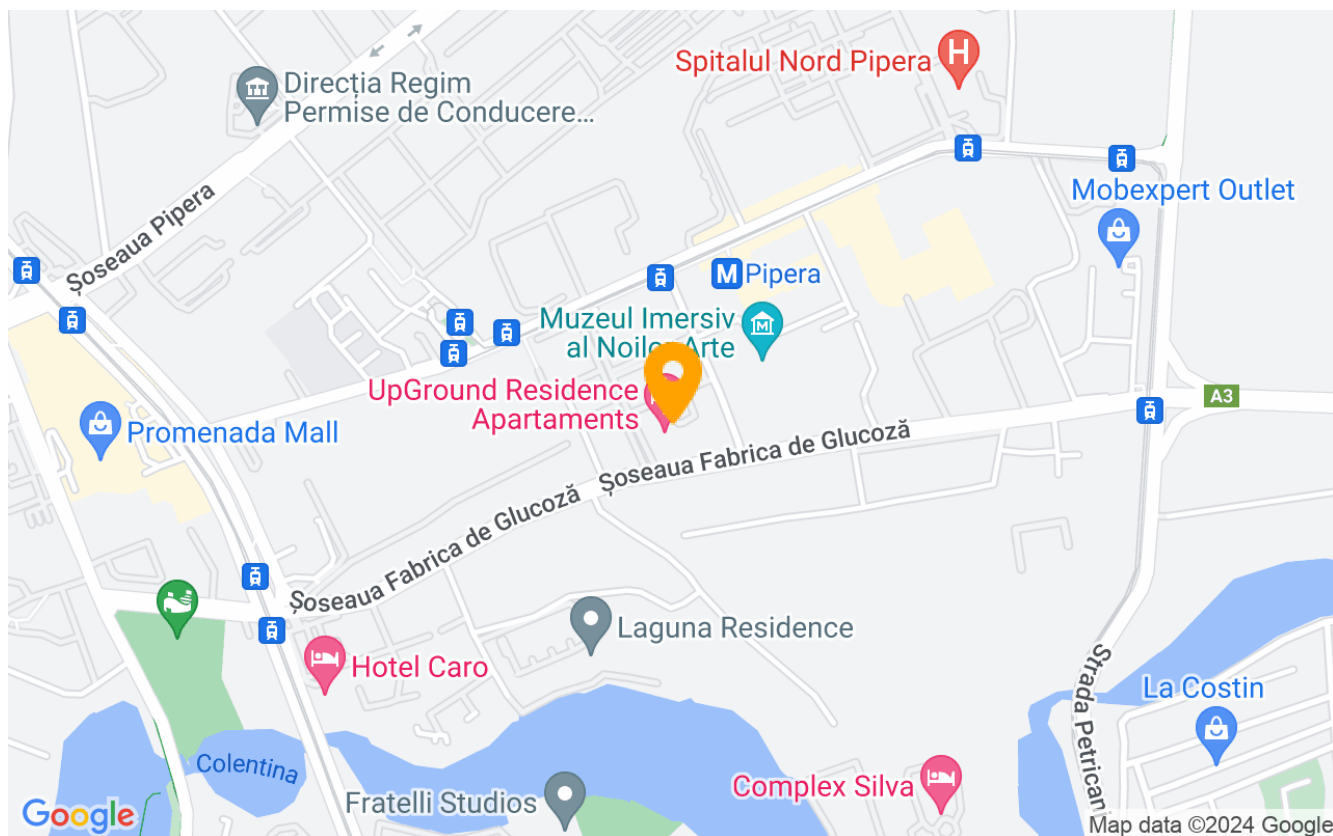 Spitalul Nord Pipera
H
Direcția Regim
Permise de Conducere...
Șoseaua Pipera
Mobexpert Outlet
M Pipera
Muzeul Imersiv
al Noilor Arte
M
UpGround Residence
Apartaments
A3
Promenada Mall
Șoseaua Fabrica de Glucoză
Șoseaua Fabrica de Glucoză
Laguna Residence
Hotel Caro
Strada Petricani
La Costin
Colentina
Complex Silva
Fratelli Studios
Google
Map data ©2024 Google